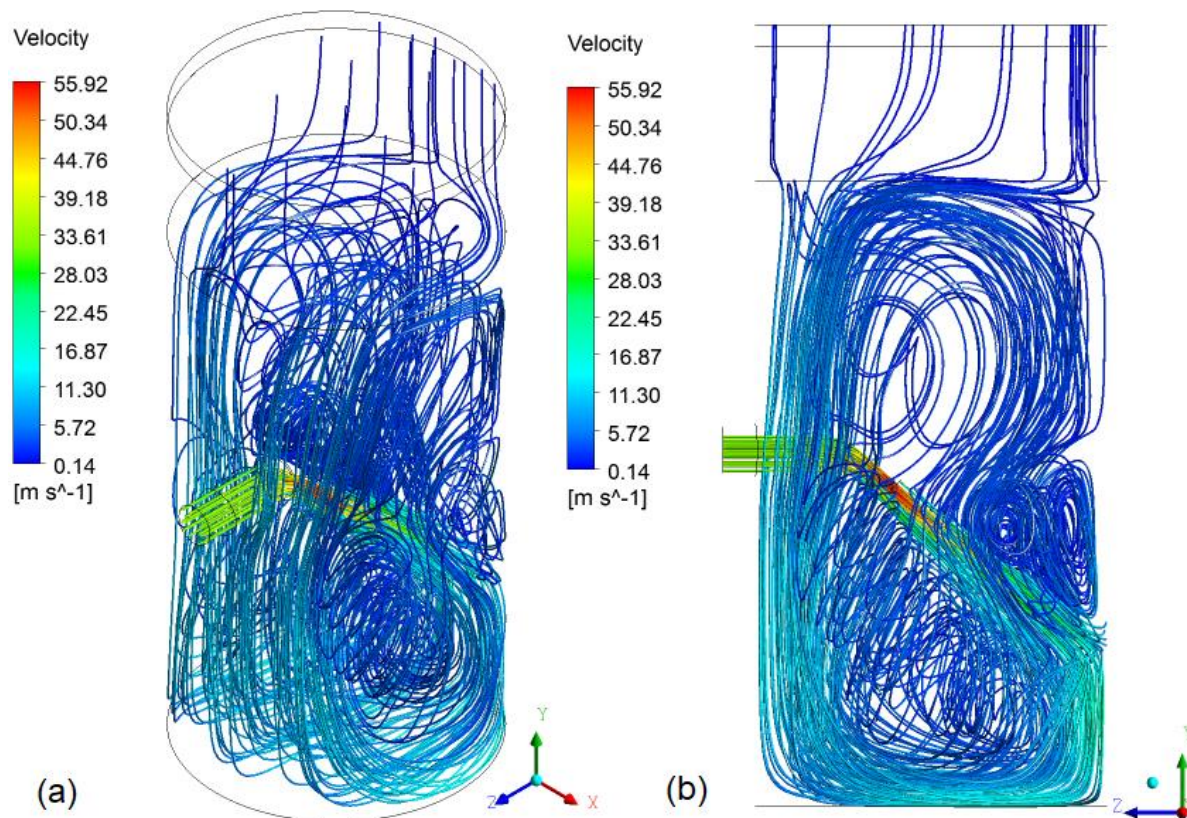 Velocity
55.92
50.34
44.76
39.18
33.61
28.03
22.45
16.87
11.30
5.72
0.14
[m s^-1]
(a)
Y
Z
X
Velocity
55.92
50.34
44.76
39.18
33.61
28.03
22.45
16.87
11.30
5.72
0.14
[m s^-1]
(b)
Y
Z